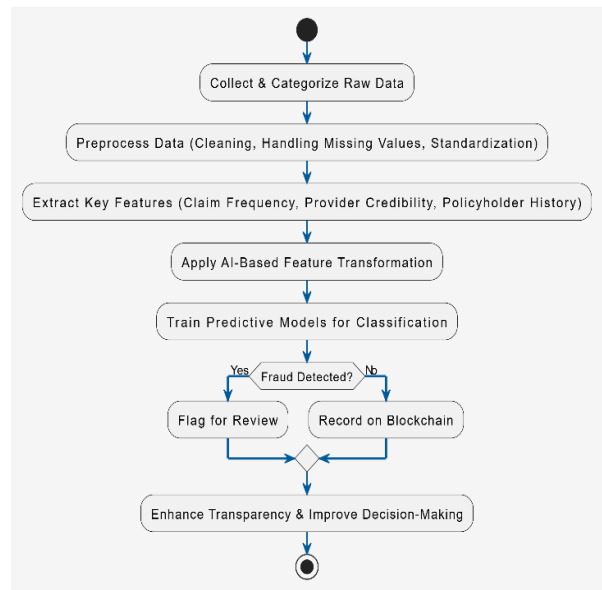 Collect & Categorize Raw Data
Preprocess Data (Cleaning, Handling Missing Values, Standardization)
Extract Key Features (Claim Frequency, Provider Credibility, Policyholder History)
Apply AI-Based Feature Transformation
Train Predictive Models for Classification
Yes
Fraud Detected?
No
Flag for Review
Record on Blockchain
Enhance Transparency & Improve Decision-Making